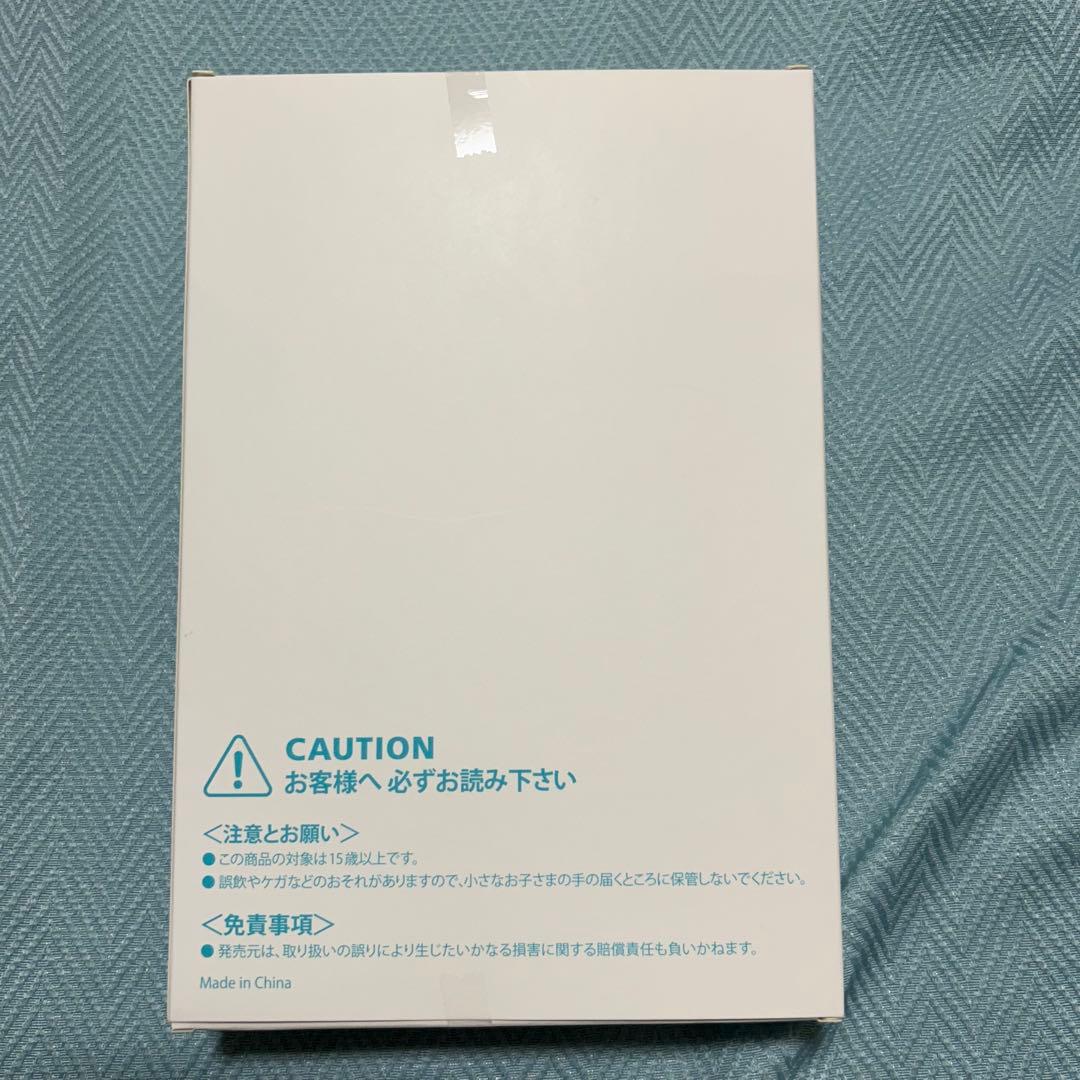 CAUTION
お客様へ 必ずお読み下さい
＜注意とお願い＞
●この商品の対象は15歳以上です。
●誤飲やケガなどのおそれがありますので、小さなお子さまの手の届くところに保管しないでください。
＜免責事項＞
●発売元は、取り扱いの誤りにより生じたいかなる損害に関する賠償責任も負いかねます。
Made in China